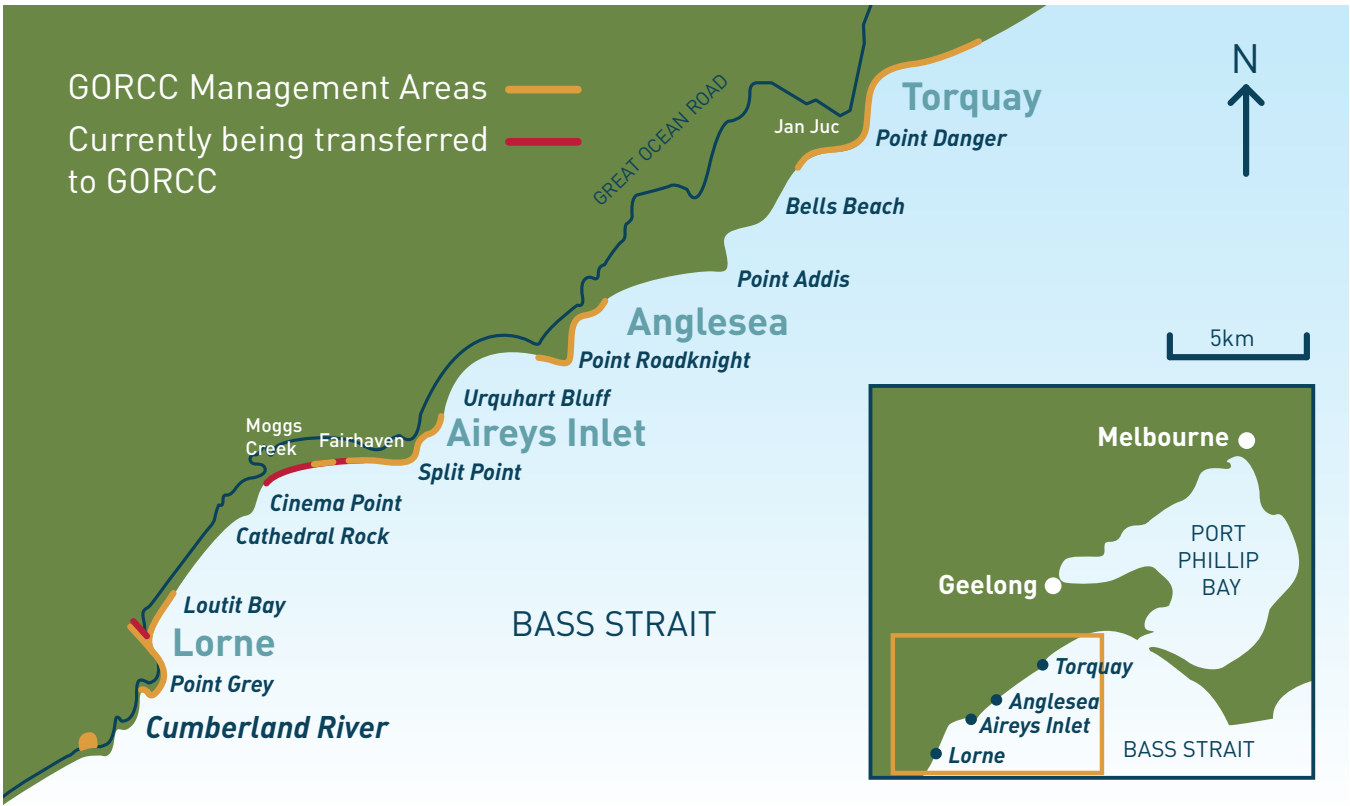 GORCC Management Areas
Currently being transferred
to GORCC
N
Torquay
GREAT OCEAN ROAD
Jan Juc
Point Danger
Bells Beach
Point Addis
Anglesea
Point Roadknight
5km
Urquhart Bluff
Aireys Inlet
Moggs
Creek
Fairhaven
Split Point
Cinema Point
Cathedral Rock
Loutit Bay
Lorne
BASS STRAIT
Point Grey
Cumberland River
Melbourne
PORT
PHILLIP
BAY
Geelong
Torquay
Anglesea
Aireys Inlet
Lorne
BASS STRAIT